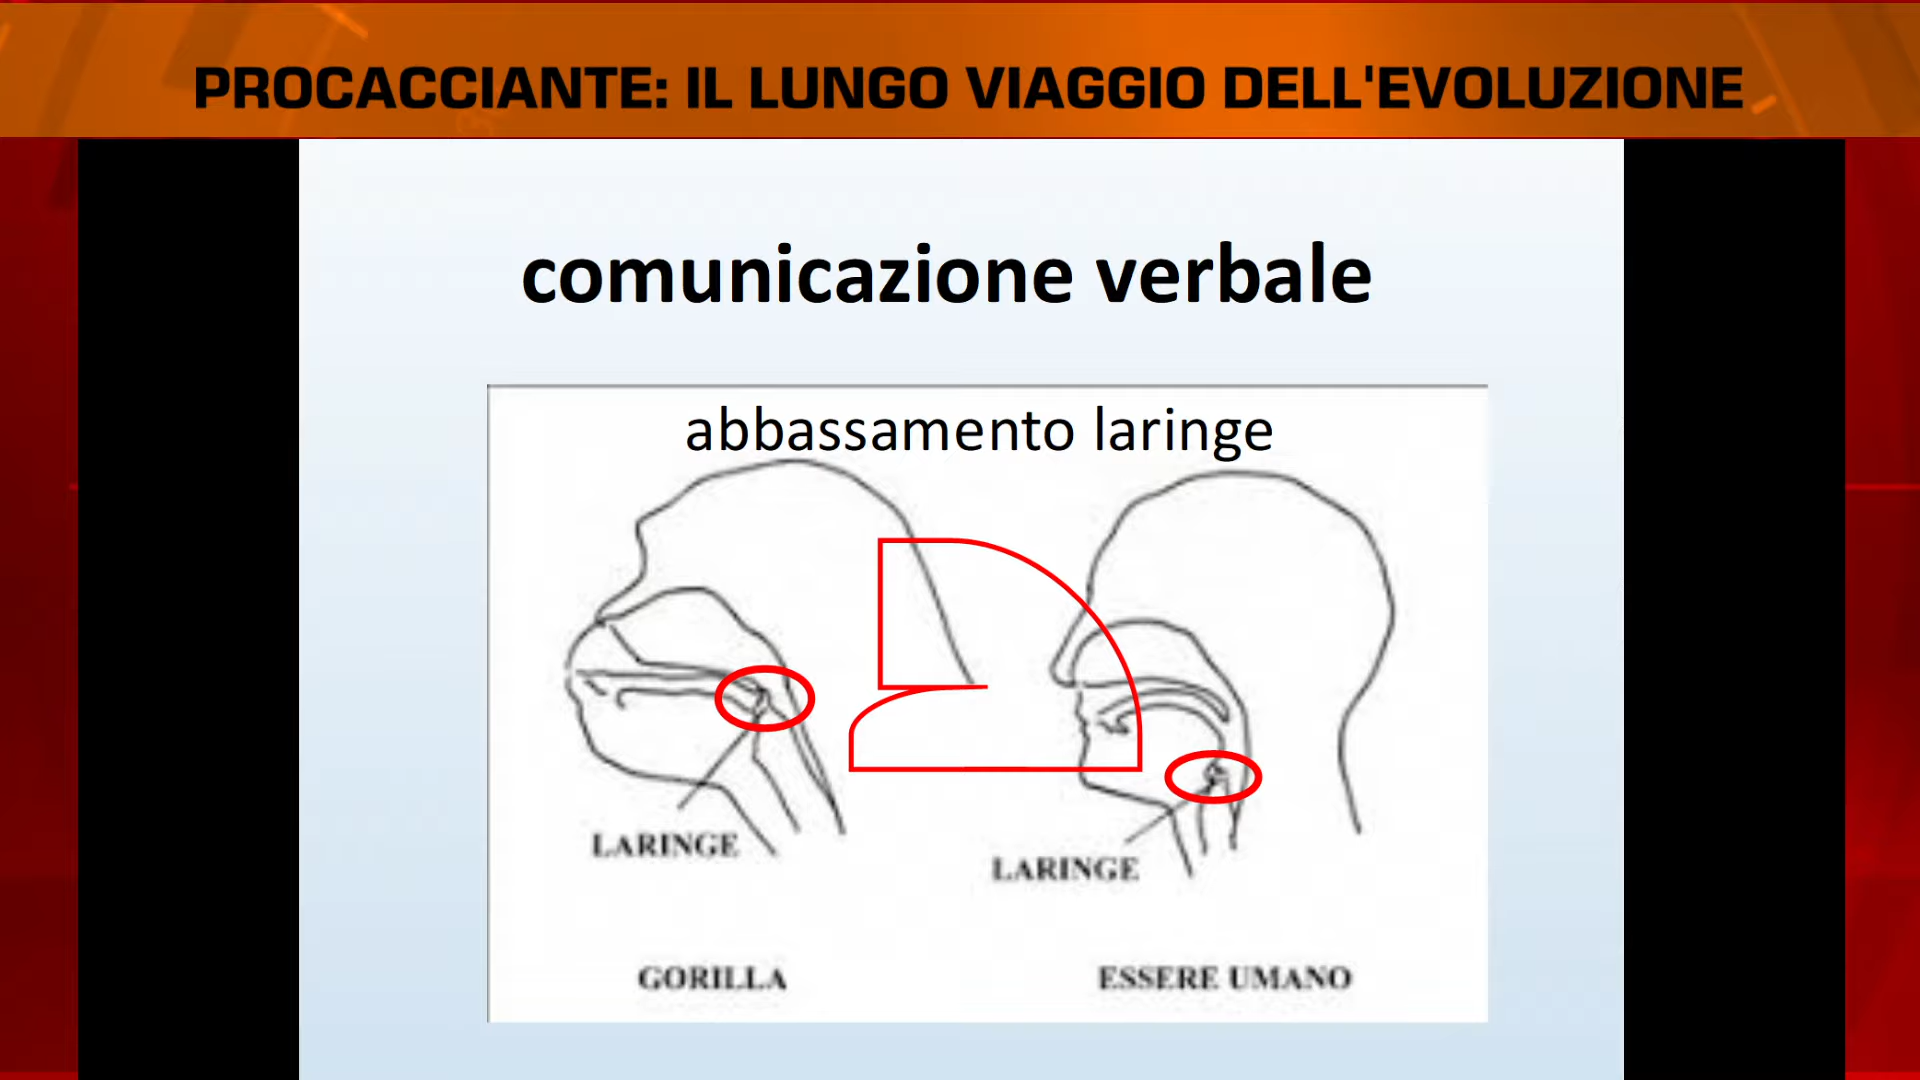 PROCACCIANTE: IL LUNGO VIAGGIO DELL'EVOLUZIONE
comunicazione verbale
abbassamento laringe
LARINGE
LARINGE
GORILLA
ESSERE UMANO